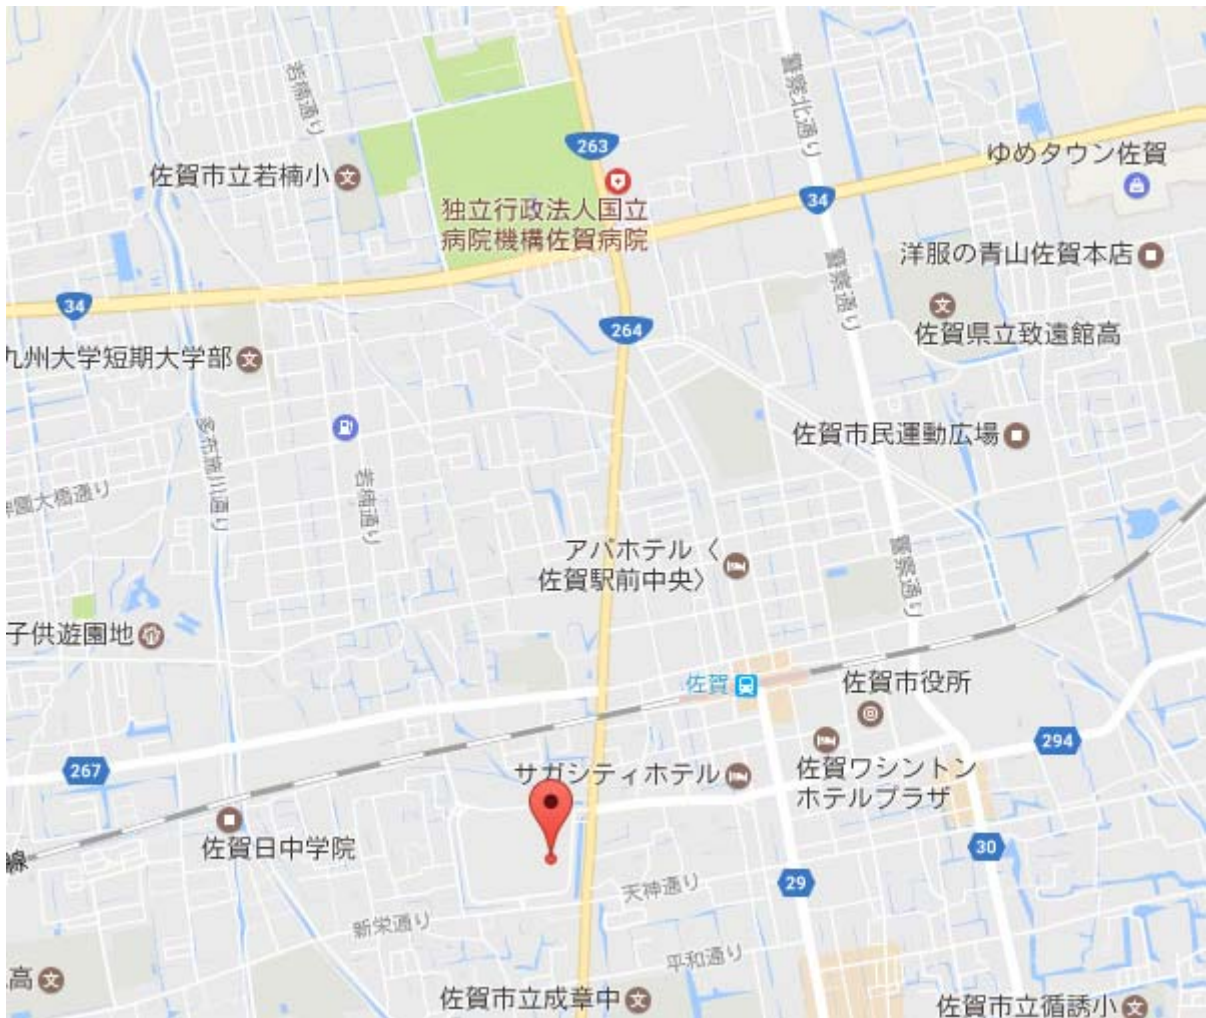 若楠通り
警察北通り
263
ゆめタウン佐賀
佐賀市立若楠小
文
34
独立行政法人国立
病院機構佐賀病院
洋服の青山佐賀本店
警察通り
34
文
264
佐賀県立致遠館高
九州大学短期大学部
文
多布施川通り
佐賀市民運動広場
若楠通り
神園大橋通り
アパホテル〈
佐賀駅前中央〉
警察通り
子供遊園地
佐賀
佐賀市役所
267
294
サガシティホテル
佐賀ワシントン
ホテルプラザ
佐賀日中学院
線
30
29
天神通り
新栄通り
平和通り
高
文
佐賀市立成章中
文
佐賀市立循誘小
文